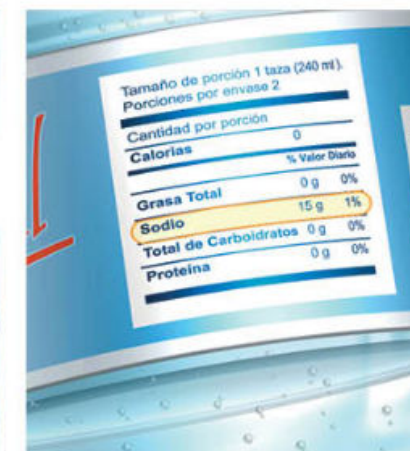 Tamaño de porción 1 taza (240 ml).
Porciones por envase 2
Cantidad por porción
Calorías 0
% Valor Diario
Grasa Total 0 g 0%
Sodio 15 g 1%
Total de Carboidratos 0 g 0%
Proteína 0 g 0%